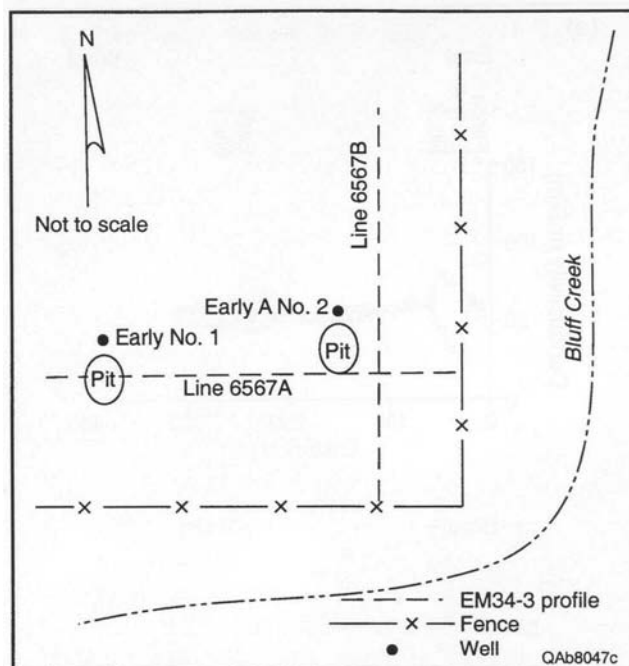 N
Not to scale
Line 6567B
Bluff Creek
Early A No. 2
Early No. 1
Pit
Pit
Line 6567A
EM34-3 profile
Fence
Well
QAb8047c